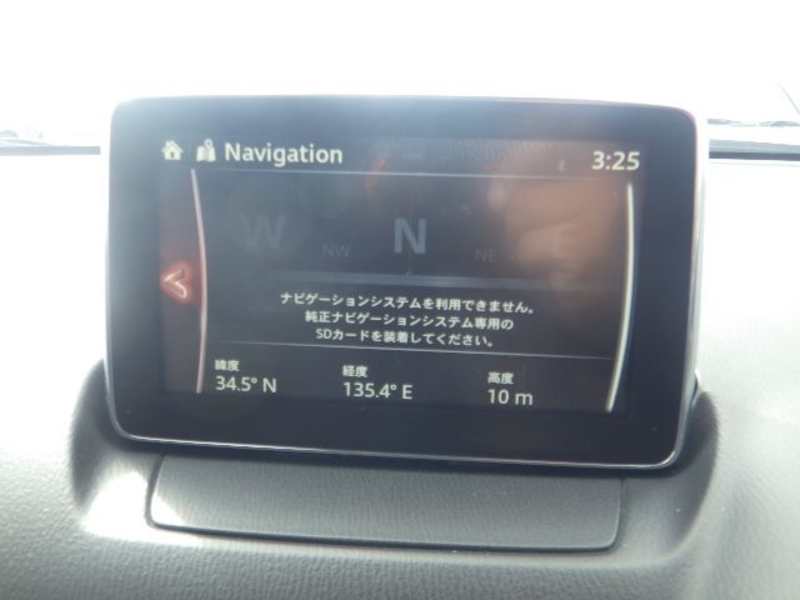 Navigation 3:25
W NW N NE E
ナビゲーションシステムを利用できません。
純正ナビゲーションシステム専用の
SDカードを装着してください。
緯度 経度 高度
34.5° N 135.4° E 10 m